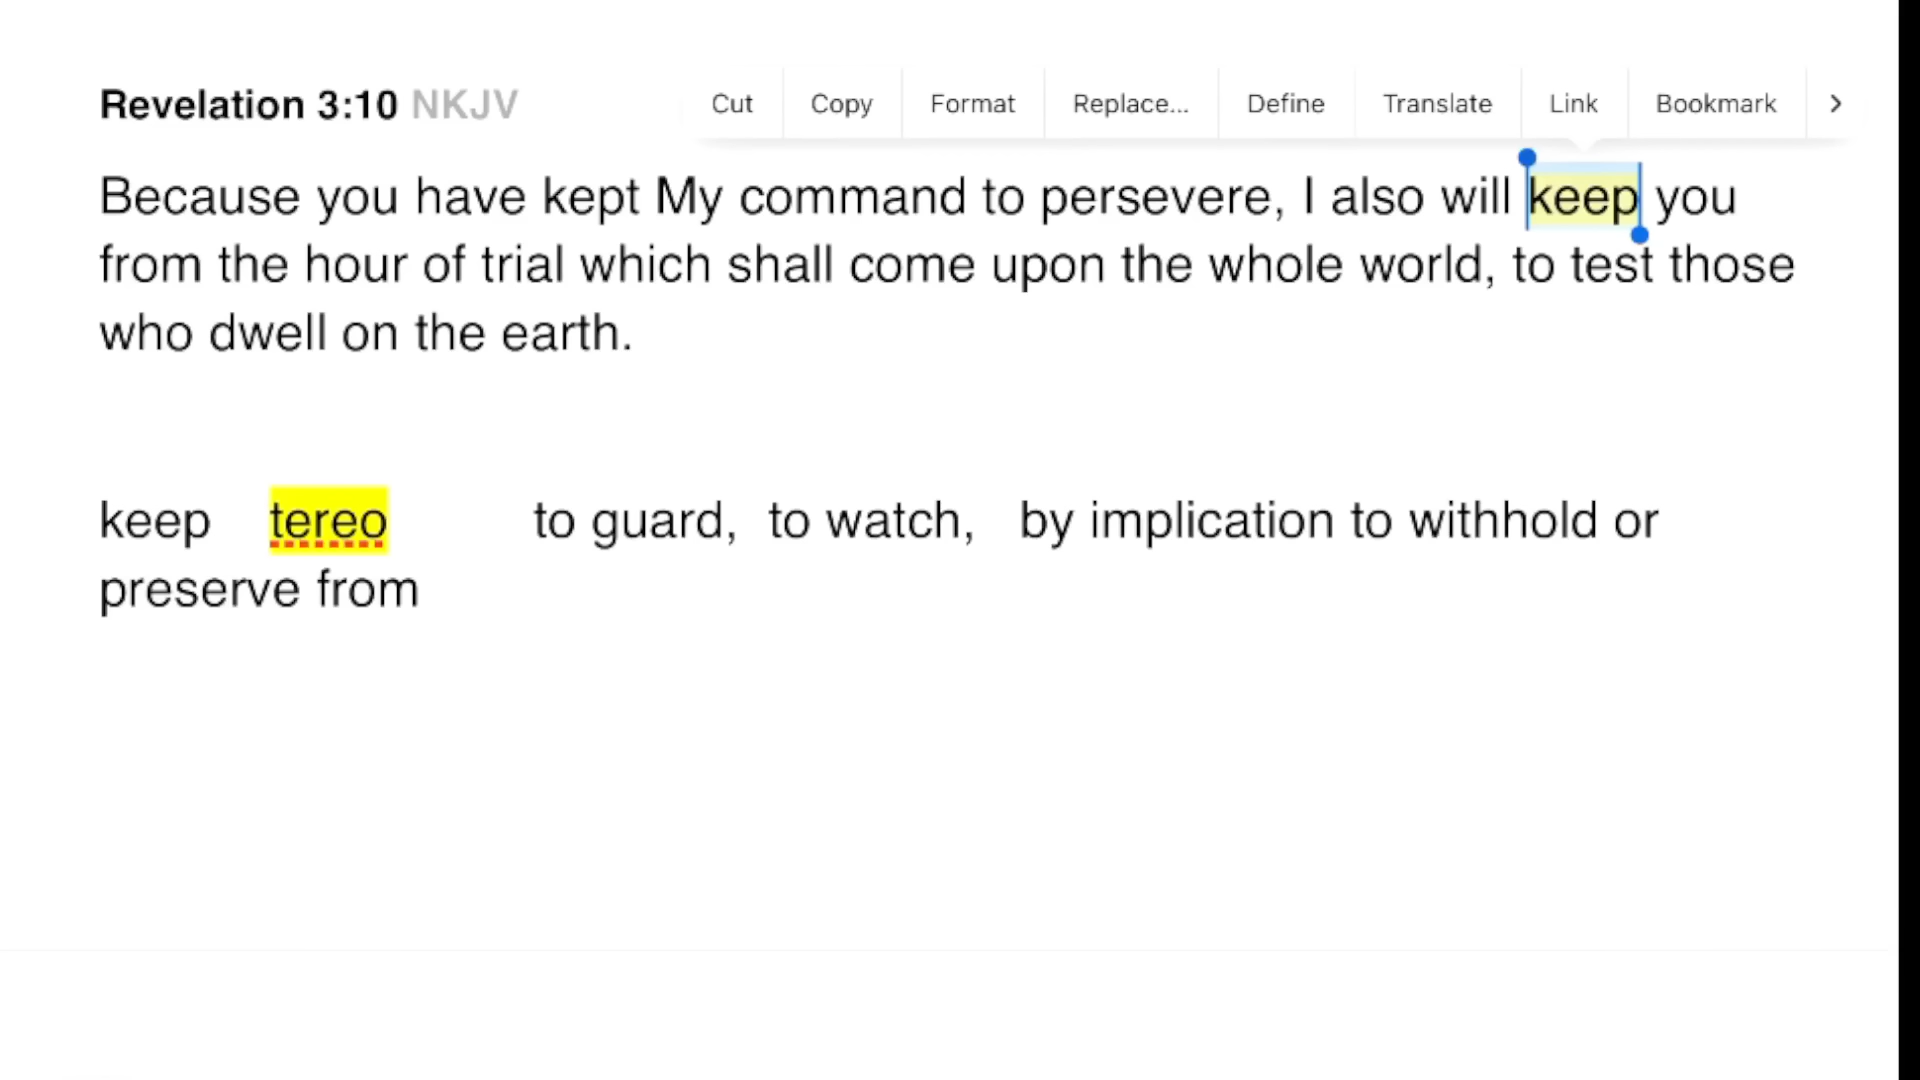 Revelation 3:10 NKJV
Cut Copy Format Replace... Define Translate Link Bookmark >
Because you have kept My command to persevere, I also will keep you
from the hour of trial which shall come upon the whole world, to test those
who dwell on the earth.
keep tereo to guard, to watch, by implication to withhold or
preserve from